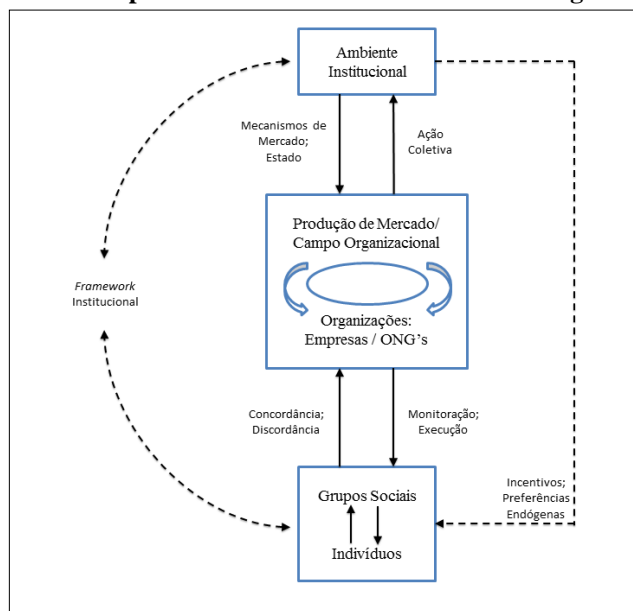 Ambiente
Institucional
Mecanismos de
Mercado;
Estado
Ação
Coletiva
Produção de Mercado/
Campo Organizacional
Framework
Institucional
Organizações:
Empresas / ONG's
Concordância;
Discordância
Monitoração;
Execução
Grupos Sociais
Indivíduos
Incentivos;
Preferências
Endógenas